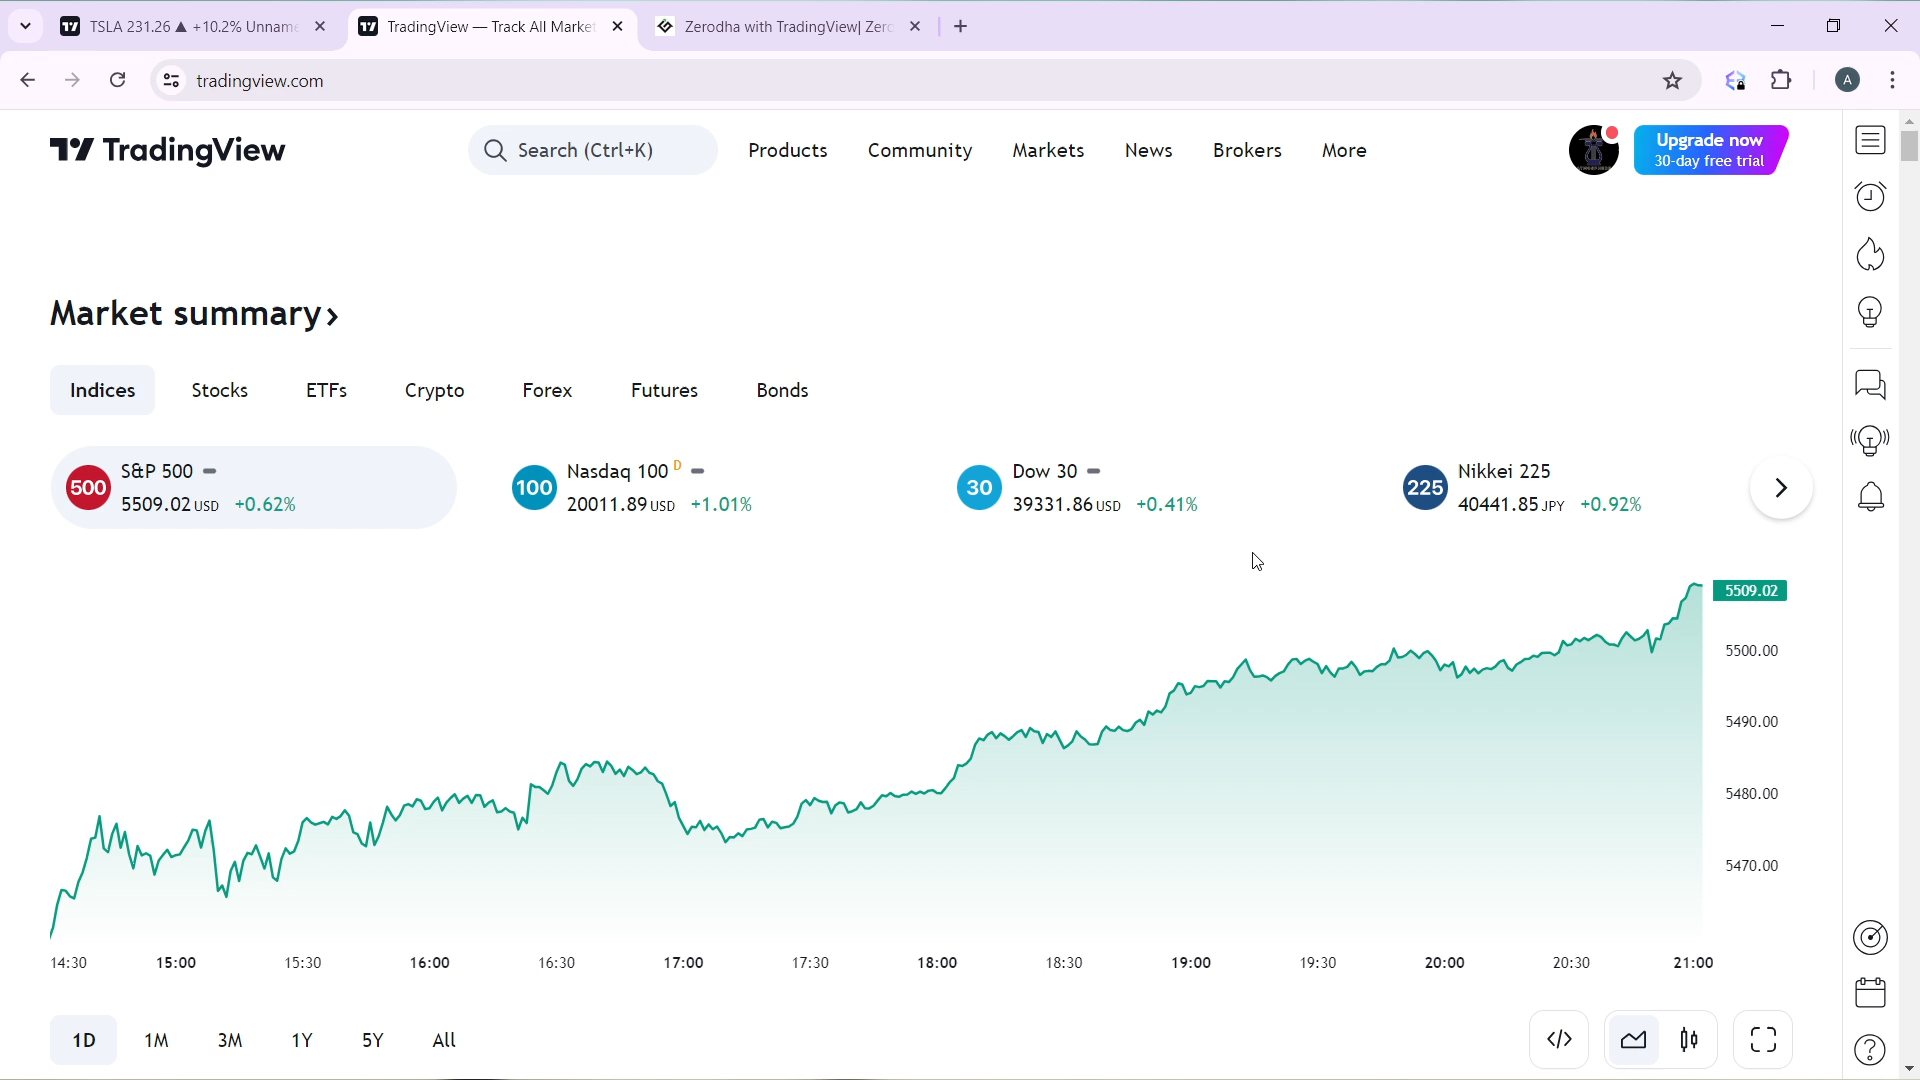 TSLA 231.26 ▲ +10.2% Unname
TradingView — Track All Market
Zerodha with TradingView| Zero
tradingview.com
A
TradingView
Search (Ctrl+K)
Products
Community
Markets
News
Brokers
More
Upgrade now
30-day free trial
Market summary ›
Indices
Stocks
ETFs
Crypto
Forex
Futures
Bonds
500
S&P 500
5509.02 USD +0.62%
100
Nasdaq 100 D
20011.89 USD +1.01%
30
Dow 30
39331.86 USD +0.41%
225
Nikkei 225
40441.85 JPY +0.92%
5509.02
5500.00
5490.00
5480.00
5470.00
14:30 15:00 15:30 16:00 16:30 17:00 17:30 18:00 18:30 19:00 19:30 20:00 20:30 21:00
1D 1M 3M 1Y 5Y All